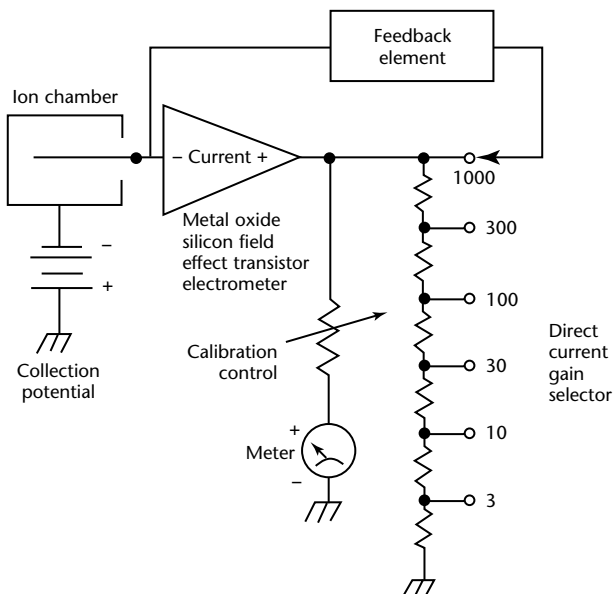 Feedback
element
Ion chamber
– Current +
1000
Metal oxide
silicon field
effect transistor
electrometer
300
–
+
100
Collection
potential
Calibration
control
Direct
current
gain
selector
30
10
+
Meter
–
3